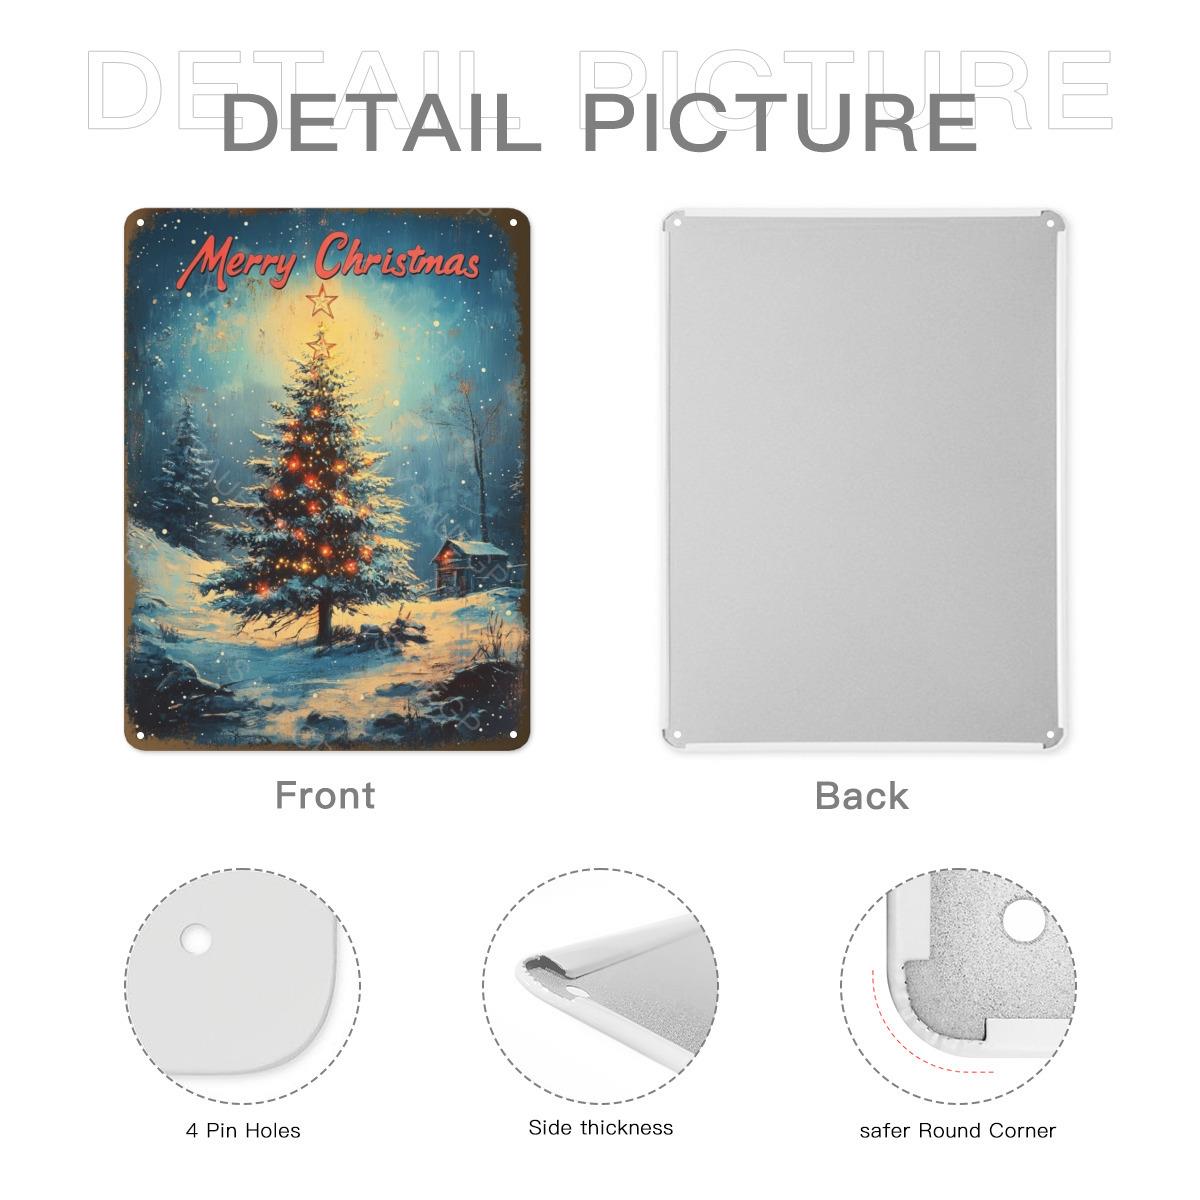 DETAIL PICTURE
DETAIL PICTURE
Merry Christmas
Front
Back
4 Pin Holes
Side thickness
safer Round Corner